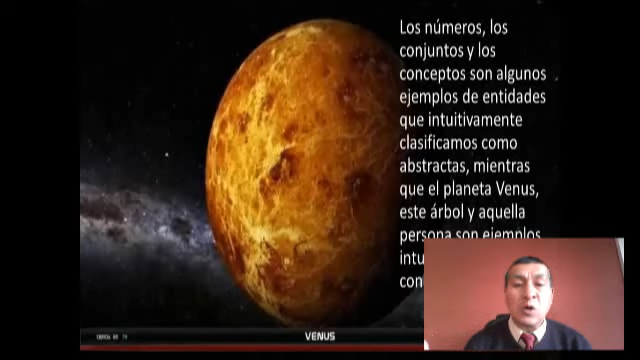 Los números, los
conjuntos y los
conceptos son algunos
ejemplos de entidades
que intuitivamente
clasificamos como
abstractas, mientras
que el planeta Venus,
este árbol y aquella
persona son ejemplos
VENUS